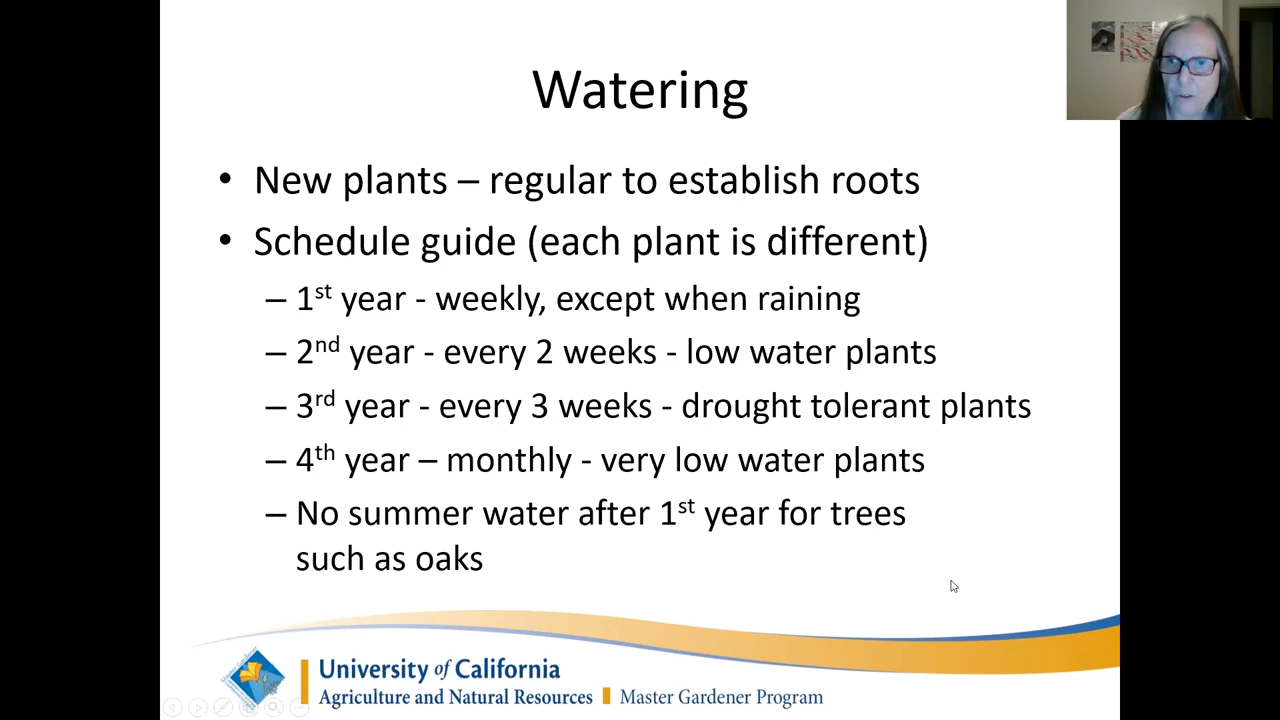 Watering
• New plants – regular to establish roots
• Schedule guide (each plant is different)
– 1st year - weekly, except when raining
– 2nd year - every 2 weeks - low water plants
– 3rd year - every 3 weeks - drought tolerant plants
– 4th year – monthly - very low water plants
– No summer water after 1st year for trees
such as oaks
University of California
Agriculture and Natural Resources | Master Gardener Program